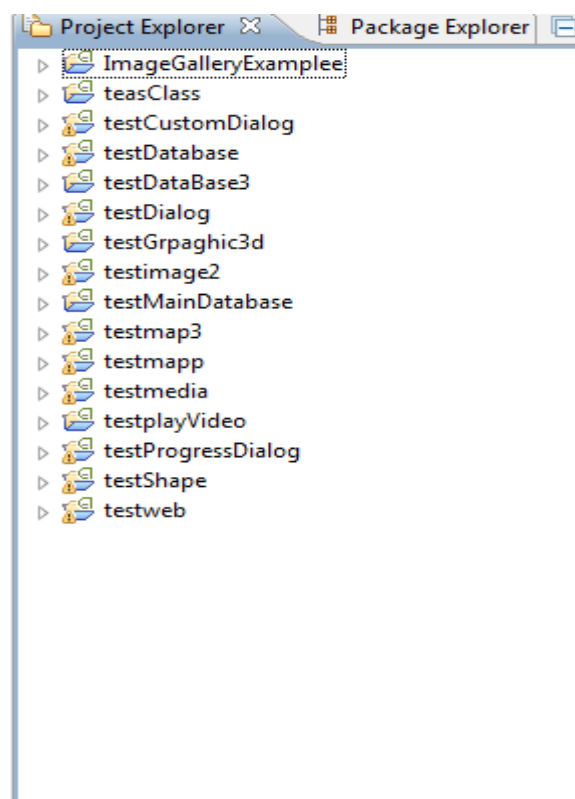 Project Explorer Package Explorer
ImageGalleryExamplee
teasClass
testCustomDialog
testDatabase
testDataBase3
testDialog
testGrpaghic3d
testimage2
testMainDatabase
testmap3
testmapp
testmedia
testplayVideo
testProgressDialog
testShape
testweb